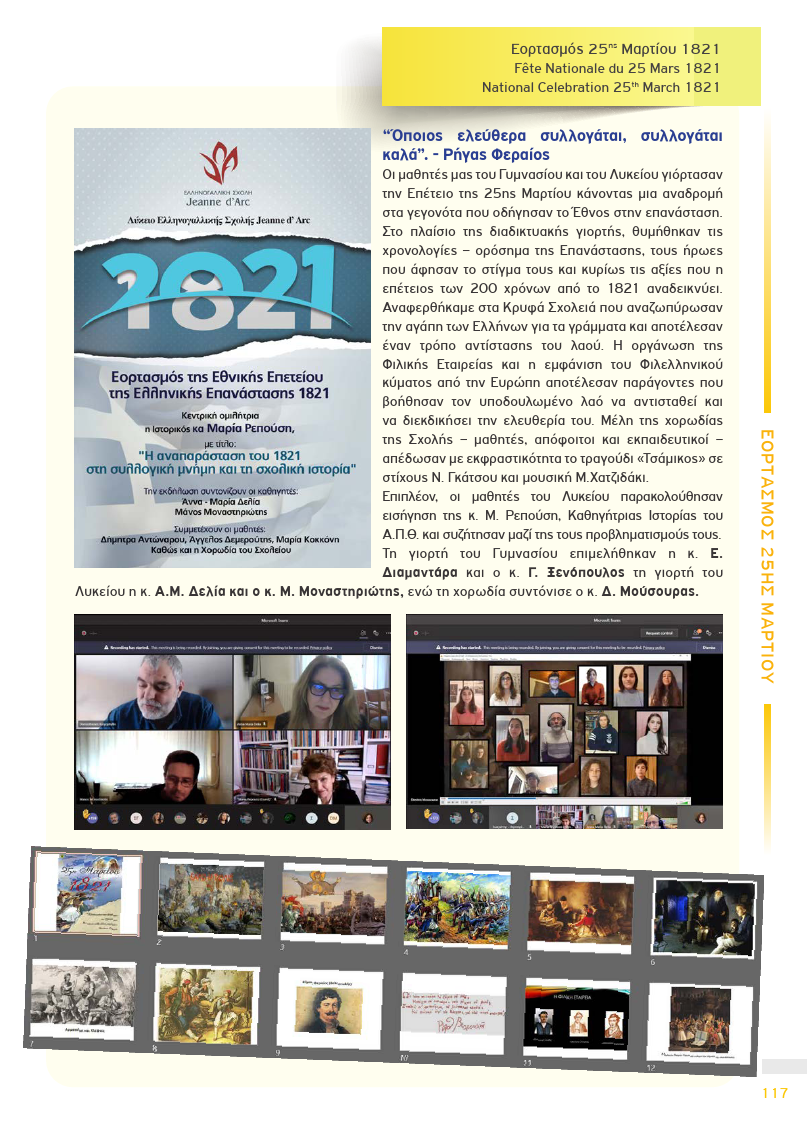 Εορτασμός 25ης Μαρτίου 1821
Fête Nationale du 25 Mars 1821
National Celebration 25th March 1821
ΕΛΛΗΝΟΓΑΛΛΙΚΗ ΣΧΟΛΗ
Jeanne d'Arc
Λύκειο Ελληνογαλλικής Σχολής Jeanne d' Arc
2021
1821
Εορτασμός της Εθνικής Επετείου
της Ελληνικής Επανάστασης 1821
Κεντρική ομιλήτρια
η Ιστορικός κα Μαρία Ρεπούση,
με τίτλο:
"Η αναπαράσταση του 1821
στη συλλογική μνήμη και τη σχολική ιστορία"
Την εκδήλωση συντονίζουν οι καθηγητές:
Άννα - Μαρία Δελία
Μάνος Μοναστηριώτης
Συμμετέχουν οι μαθητές:
Δήμητρα Αντώναρου, Άγγελος Δεμερούτης, Μαρία Κοκκόνη
Καθώς και η Χορωδία του Σχολείου
“Όποιος ελεύθερα συλλογάται, συλλογάται
καλά”. - Ρήγας Φεραίος
Οι μαθητές μας του Γυμνασίου και του Λυκείου γιόρτασαν
την Επέτειο της 25ης Μαρτίου κάνοντας μια αναδρομή
στα γεγονότα που οδήγησαν το Έθνος στην επανάσταση.
Στο πλαίσιο της διαδικτυακής γιορτής, θυμήθηκαν τις
χρονολογίες – ορόσημα της Επανάστασης, τους ήρωες
που άφησαν το στίγμα τους και κυρίως τις αξίες που η
επέτειος των 200 χρόνων από το 1821 αναδεικνύει.
Αναφερθήκαμε στα Κρυφά Σχολειά που αναζωπύρωσαν
την αγάπη των Ελλήνων για τα γράμματα και αποτέλεσαν
έναν τρόπο αντίστασης του λαού. Η οργάνωση της
Φιλικής Εταιρείας και η εμφάνιση του Φιλελληνικού
κύματος από την Ευρώπη αποτέλεσαν παράγοντες που
βοήθησαν τον υποδουλωμένο λαό να αντισταθεί και
να διεκδικήσει την ελευθερία του. Μέλη της χορωδίας
της Σχολής – μαθητές, απόφοιτοι και εκπαιδευτικοί –
απέδωσαν με εκφραστικότητα το τραγούδι «Τσάμικος» σε
στίχους Ν. Γκάτσου και μουσική Μ.Χατζιδάκι.
Επιπλέον, οι μαθητές του Λυκείου παρακολούθησαν
εισήγηση της κ. Μ. Ρεπούση, Καθηγήτριας Ιστορίας του
Α.Π.Θ. και συζήτησαν μαζί της τους προβληματισμούς τους.
Τη γιορτή του Γυμνασίου επιμελήθηκαν η κ. Ε.
Διαμαντάρα και ο κ. Γ. Ξενόπουλος τη γιορτή του
Λυκείου η κ. Α.Μ. Δελία και ο κ. Μ. Μοναστηριώτης, ενώ τη χορωδία συντόνισε ο κ. Δ. Μούσουρας.
ΕΟΡΤΑΣΜΟΣ 25ΗΣ ΜΑΡΤΙΟΥ
Microsoft Teams
Recording has started. This meeting is being recorded. By joining, you are giving consent for this meeting to be recorded. Privacy policy
Dismiss
Microsoft Teams
Request control
Recording has started. This meeting is being recorded. By joining, you are giving consent for this meeting to be recorded. Privacy policy
Dismiss
1821
1
2
3
4
5
6
7
8
9
10
Η ΦΙΛΙΚΗ ΕΤΑΙΡΕΙΑ
11
12
117